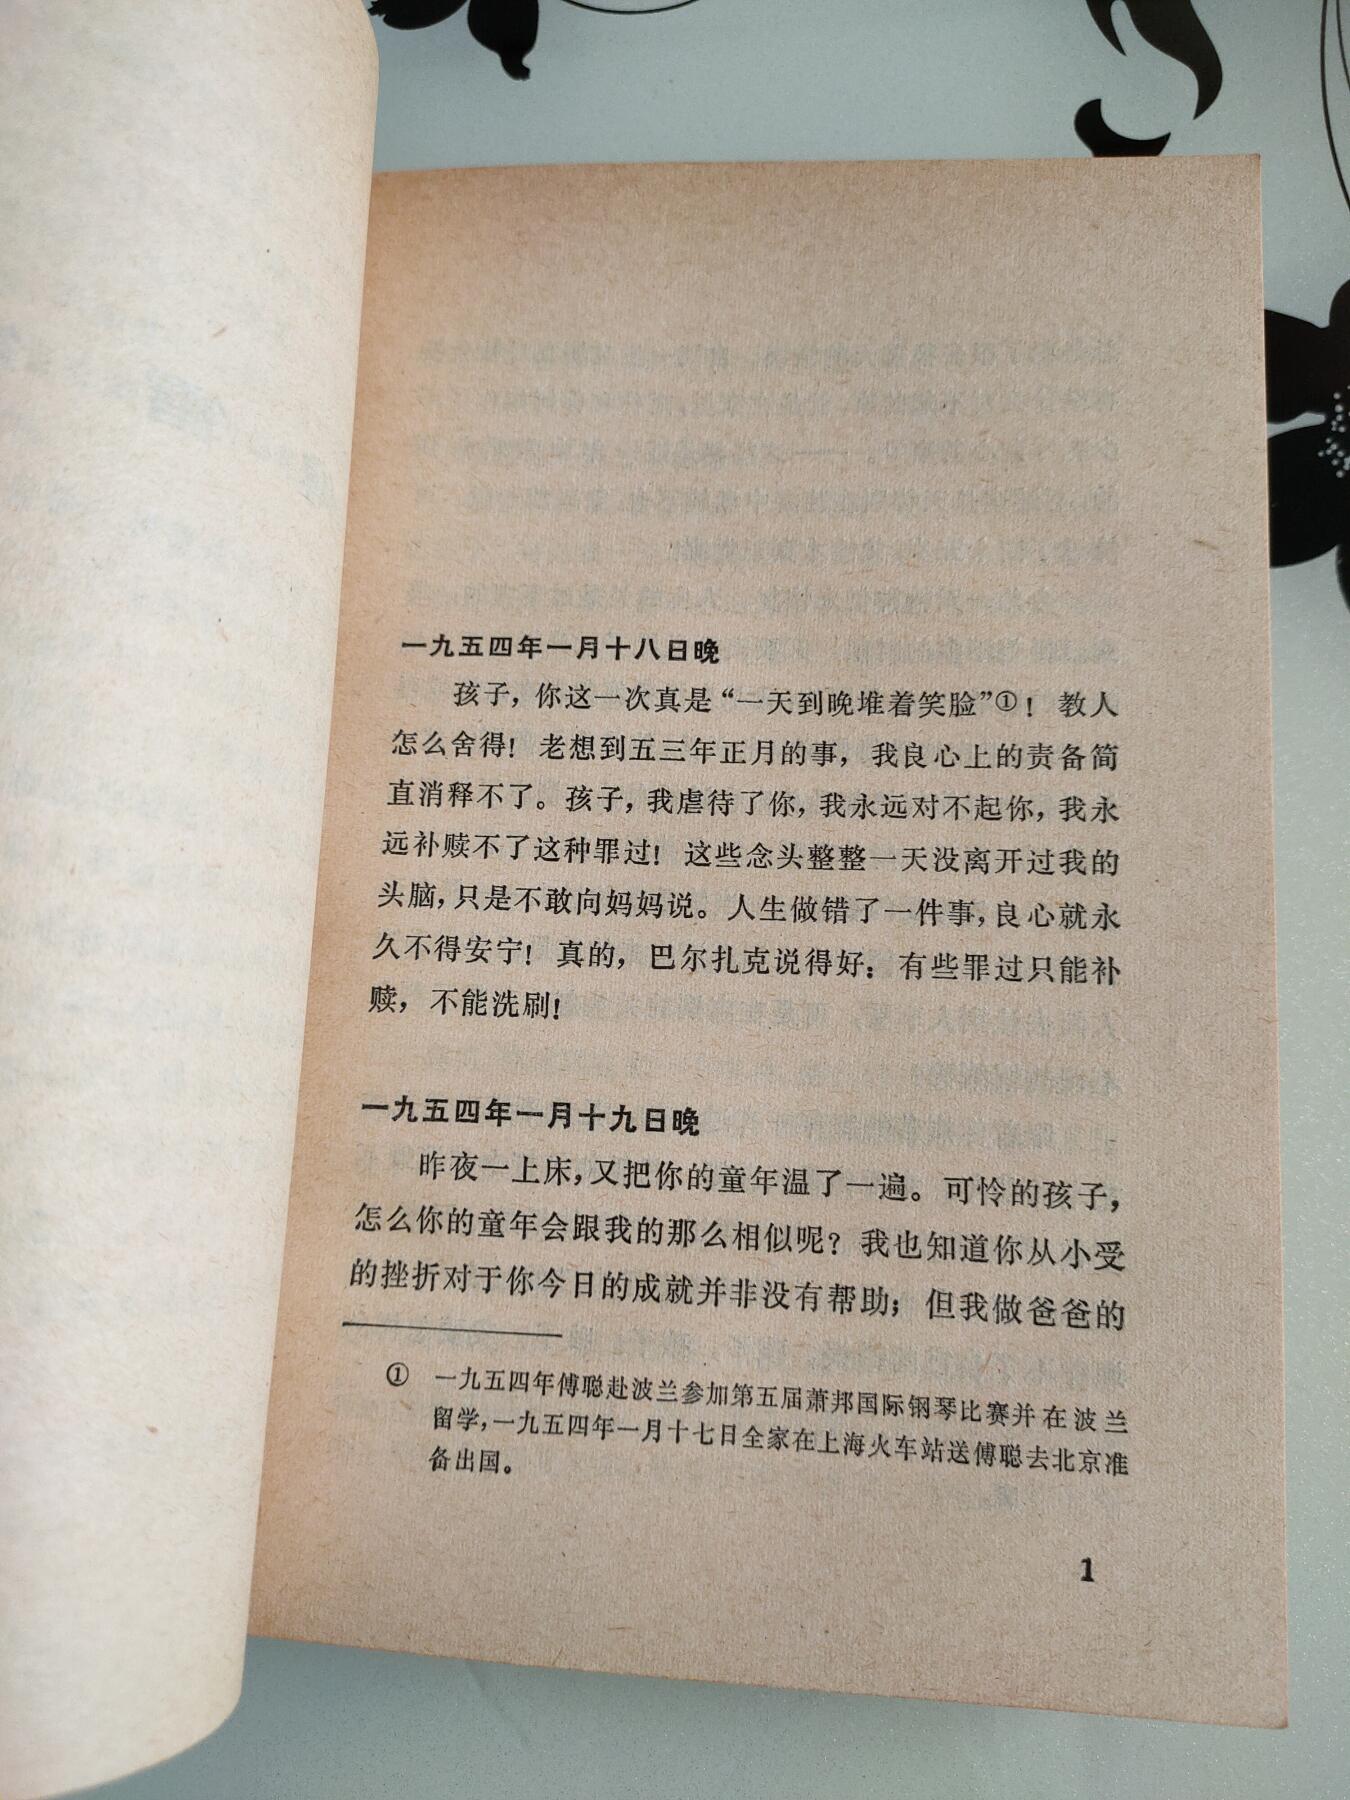 一九五四年一月十八日晚
孩子，你这一次真是“一天到晚堆着笑脸”①！教人
怎么舍得！老想到五三年正月的事，我良心上的责备简
直消释不了。孩子，我虐待了你，我永远对不起你，我永
远补赎不了这种罪过！这些念头整整一天没离开过我的
头脑，只是不敢向妈妈说。人生做错了一件事，良心就永
久不得安宁！真的，巴尔扎克说得好：有些罪过只能补
赎，不能洗刷！
一九五四年一月十九日晚
昨夜一上床，又把你的童年温了一遍。可怜的孩子，
怎么你的童年会跟我的那么相似呢？我也知道你从小受
的挫折对于你今日的成就并非没有帮助；但我做爸爸的
① 一九五四年傅聪赴波兰参加第五届萧邦国际钢琴比赛并在波兰
留学，一九五四年一月十七日全家在上海火车站送傅聪去北京准
备出国。
1